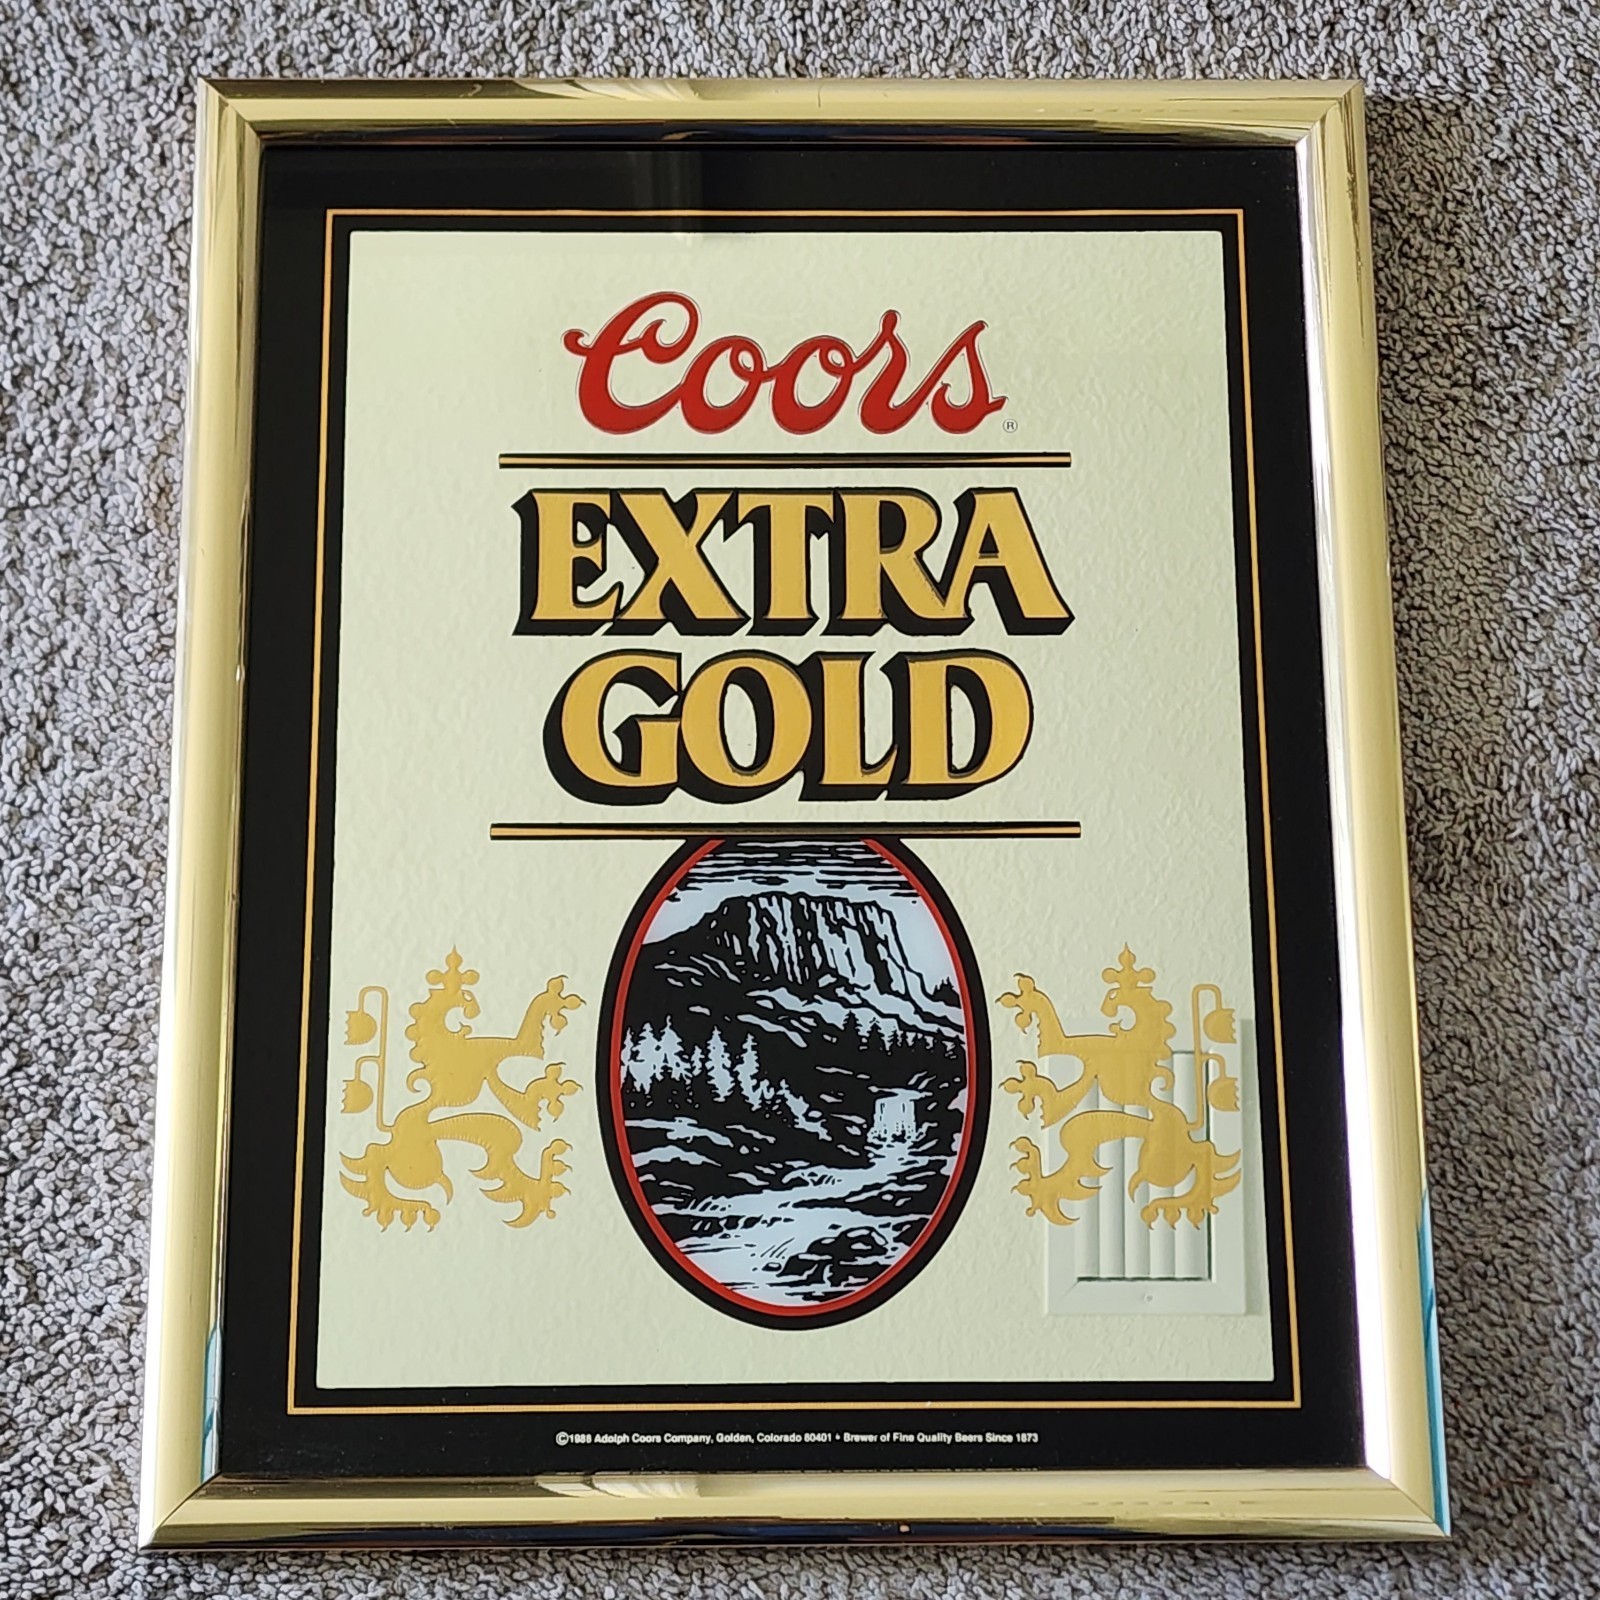 Coors®
EXTRA
GOLD
©1988 Adolph Coors Company, Golden, Colorado 80401 • Brewer of Fine Quality Beers Since 1873